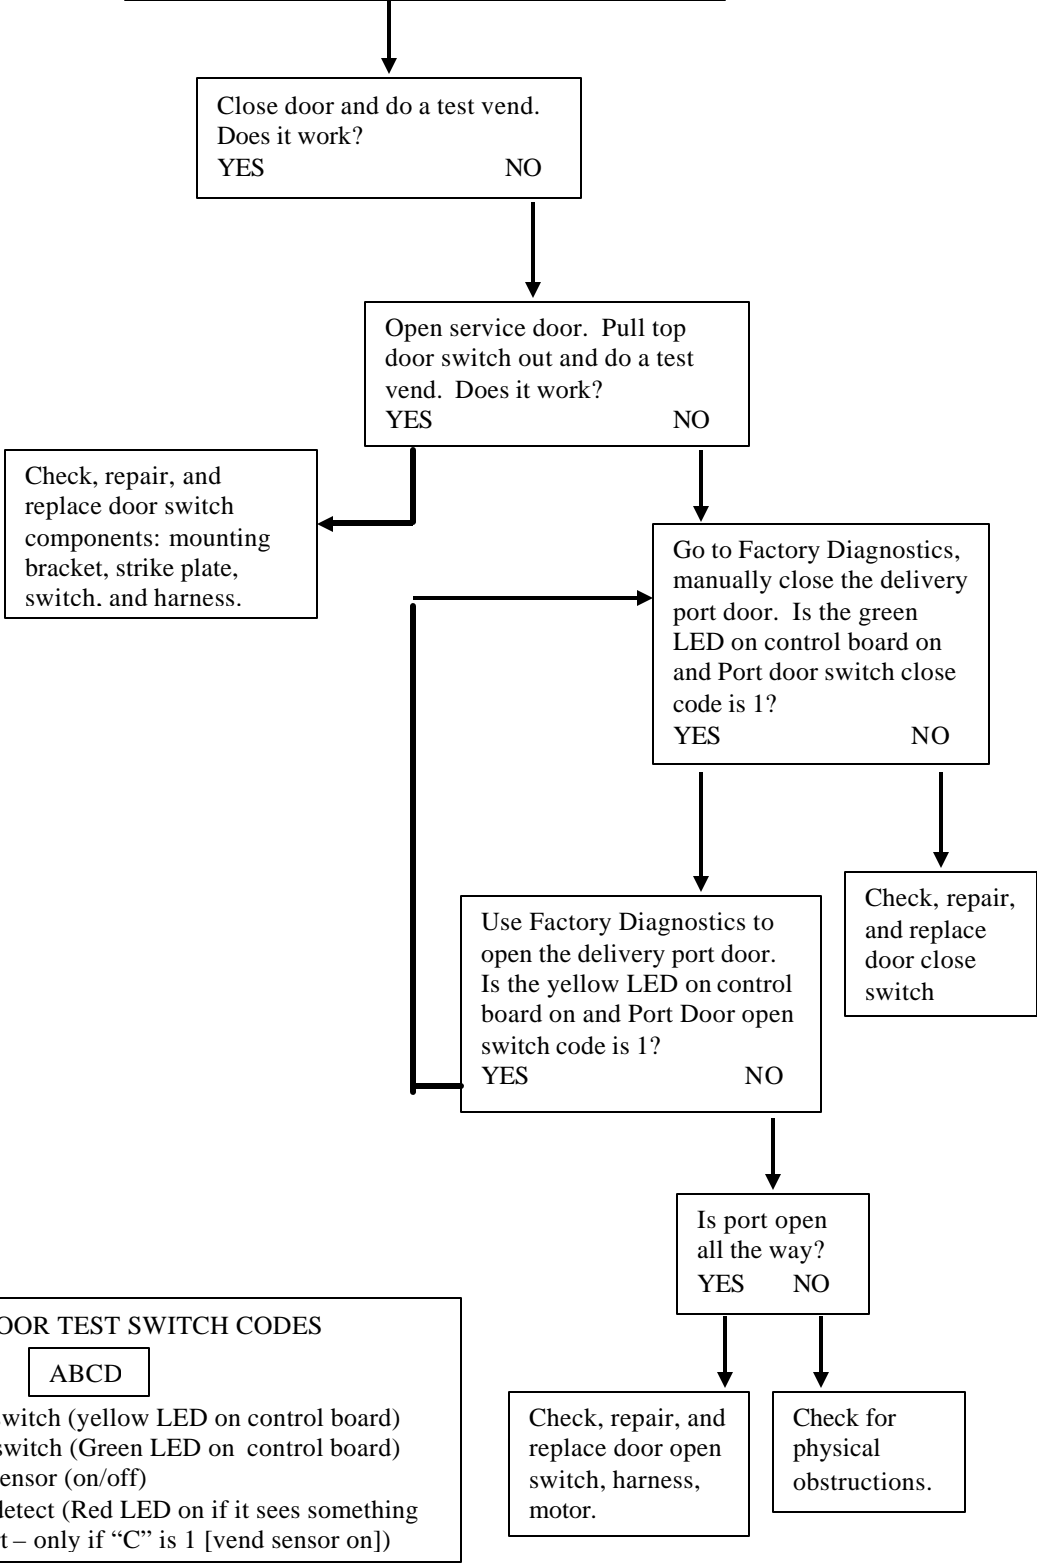 Close door and do a test vend.
Does it work?
YES NO
Open service door. Pull top
door switch out and do a test
vend. Does it work?
YES NO
Check, repair, and
replace door switch
components: mounting
bracket, strike plate,
switch, and harness.
Go to Factory Diagnostics,
manually close the delivery
port door. Is the green
LED on control board on
and Port door switch close
code is 1?
YES NO
Check, repair,
and replace
door close
switch
Use Factory Diagnostics to
open the delivery port door.
Is the yellow LED on control
board on and Port Door open
switch code is 1?
YES NO
Is port open
all the way?
YES NO
Check, repair, and
replace door open
switch, harness,
motor.
Check for
physical
obstructions.
OOR TEST SWITCH CODES
ABCD
switch (yellow LED on control board)
switch (Green LED on control board)
ensor (on/off)
detect (Red LED on if it sees something
t – only if “C” is 1 [vend sensor on])